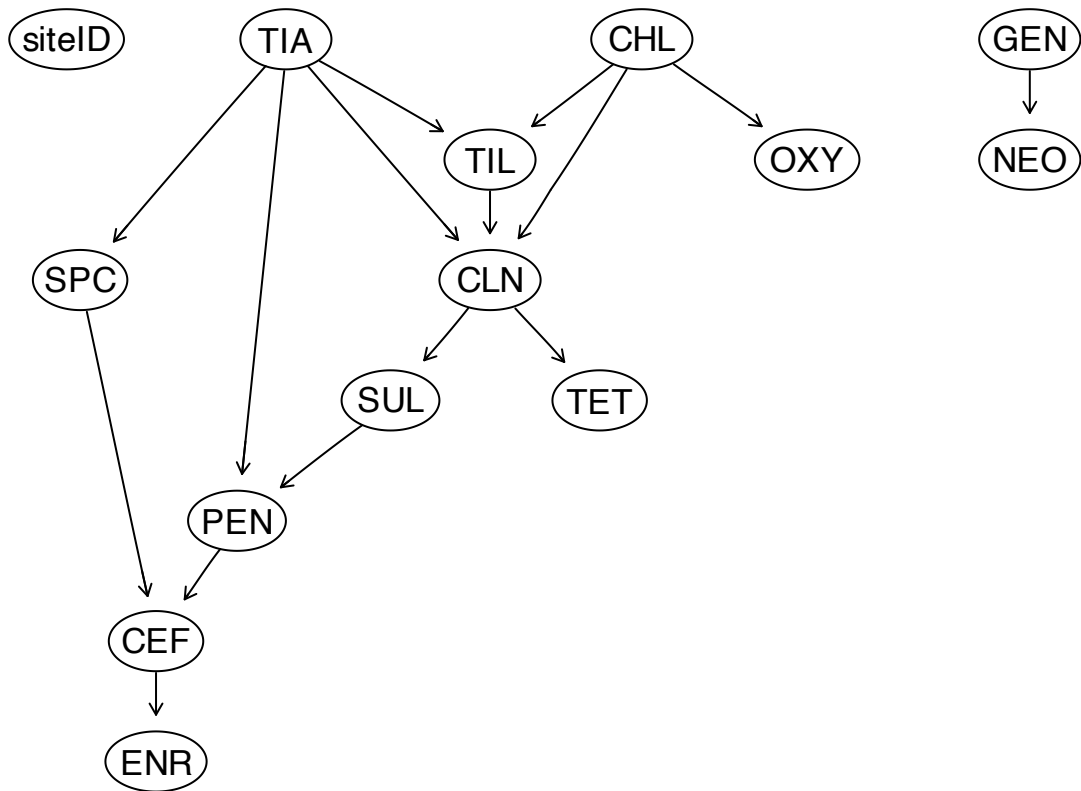 siteID TIA CHL GEN
TIL OXY NEO
SPC CLN
SUL TET
PEN
CEF
ENR